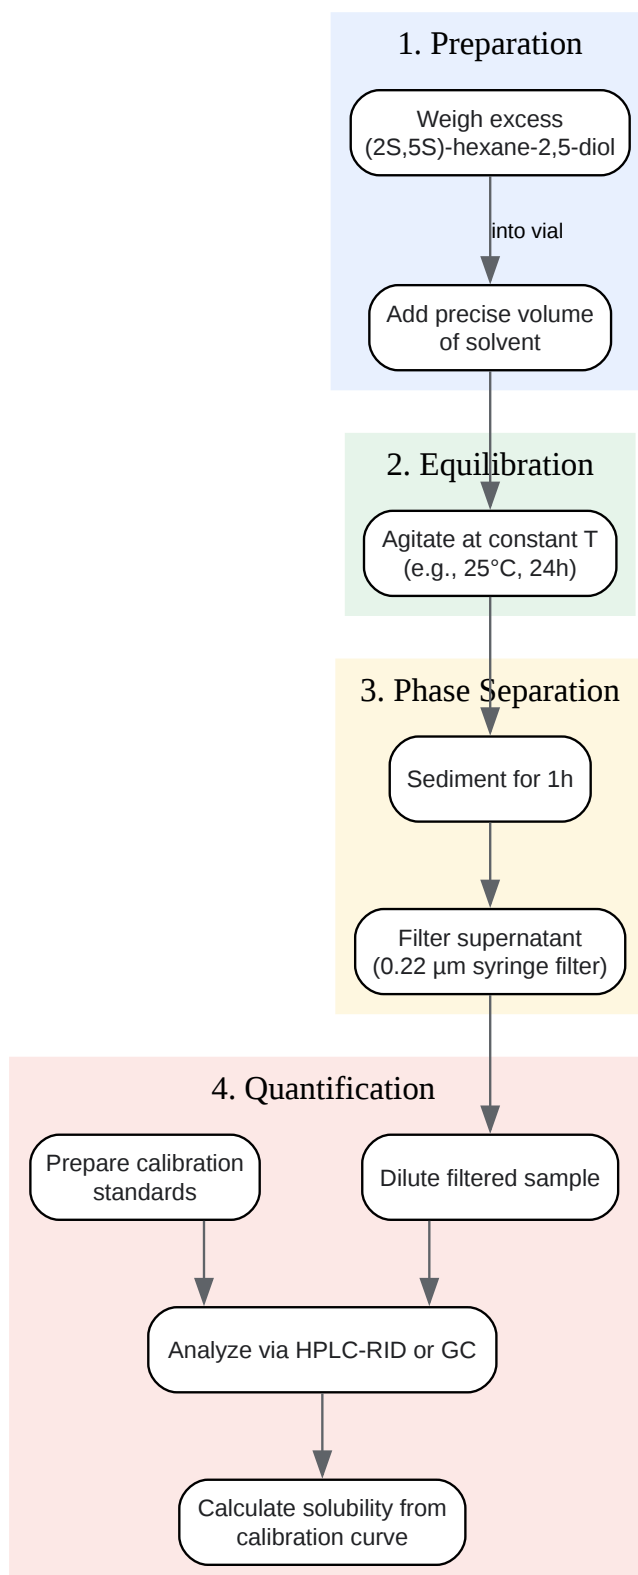 1. Preparation
Weigh excess
(2S,5S)-hexane-2,5-diol
into vial
Add precise volume
of solvent
2. Equilibration
Agitate at constant T
(e.g., 25°C, 24h)
3. Phase Separation
Sediment for 1h
Filter supernatant
(0.22 µm syringe filter)
4. Quantification
Prepare calibration
standards
Dilute filtered sample
Analyze via HPLC-RID or GC
Calculate solubility from
calibration curve